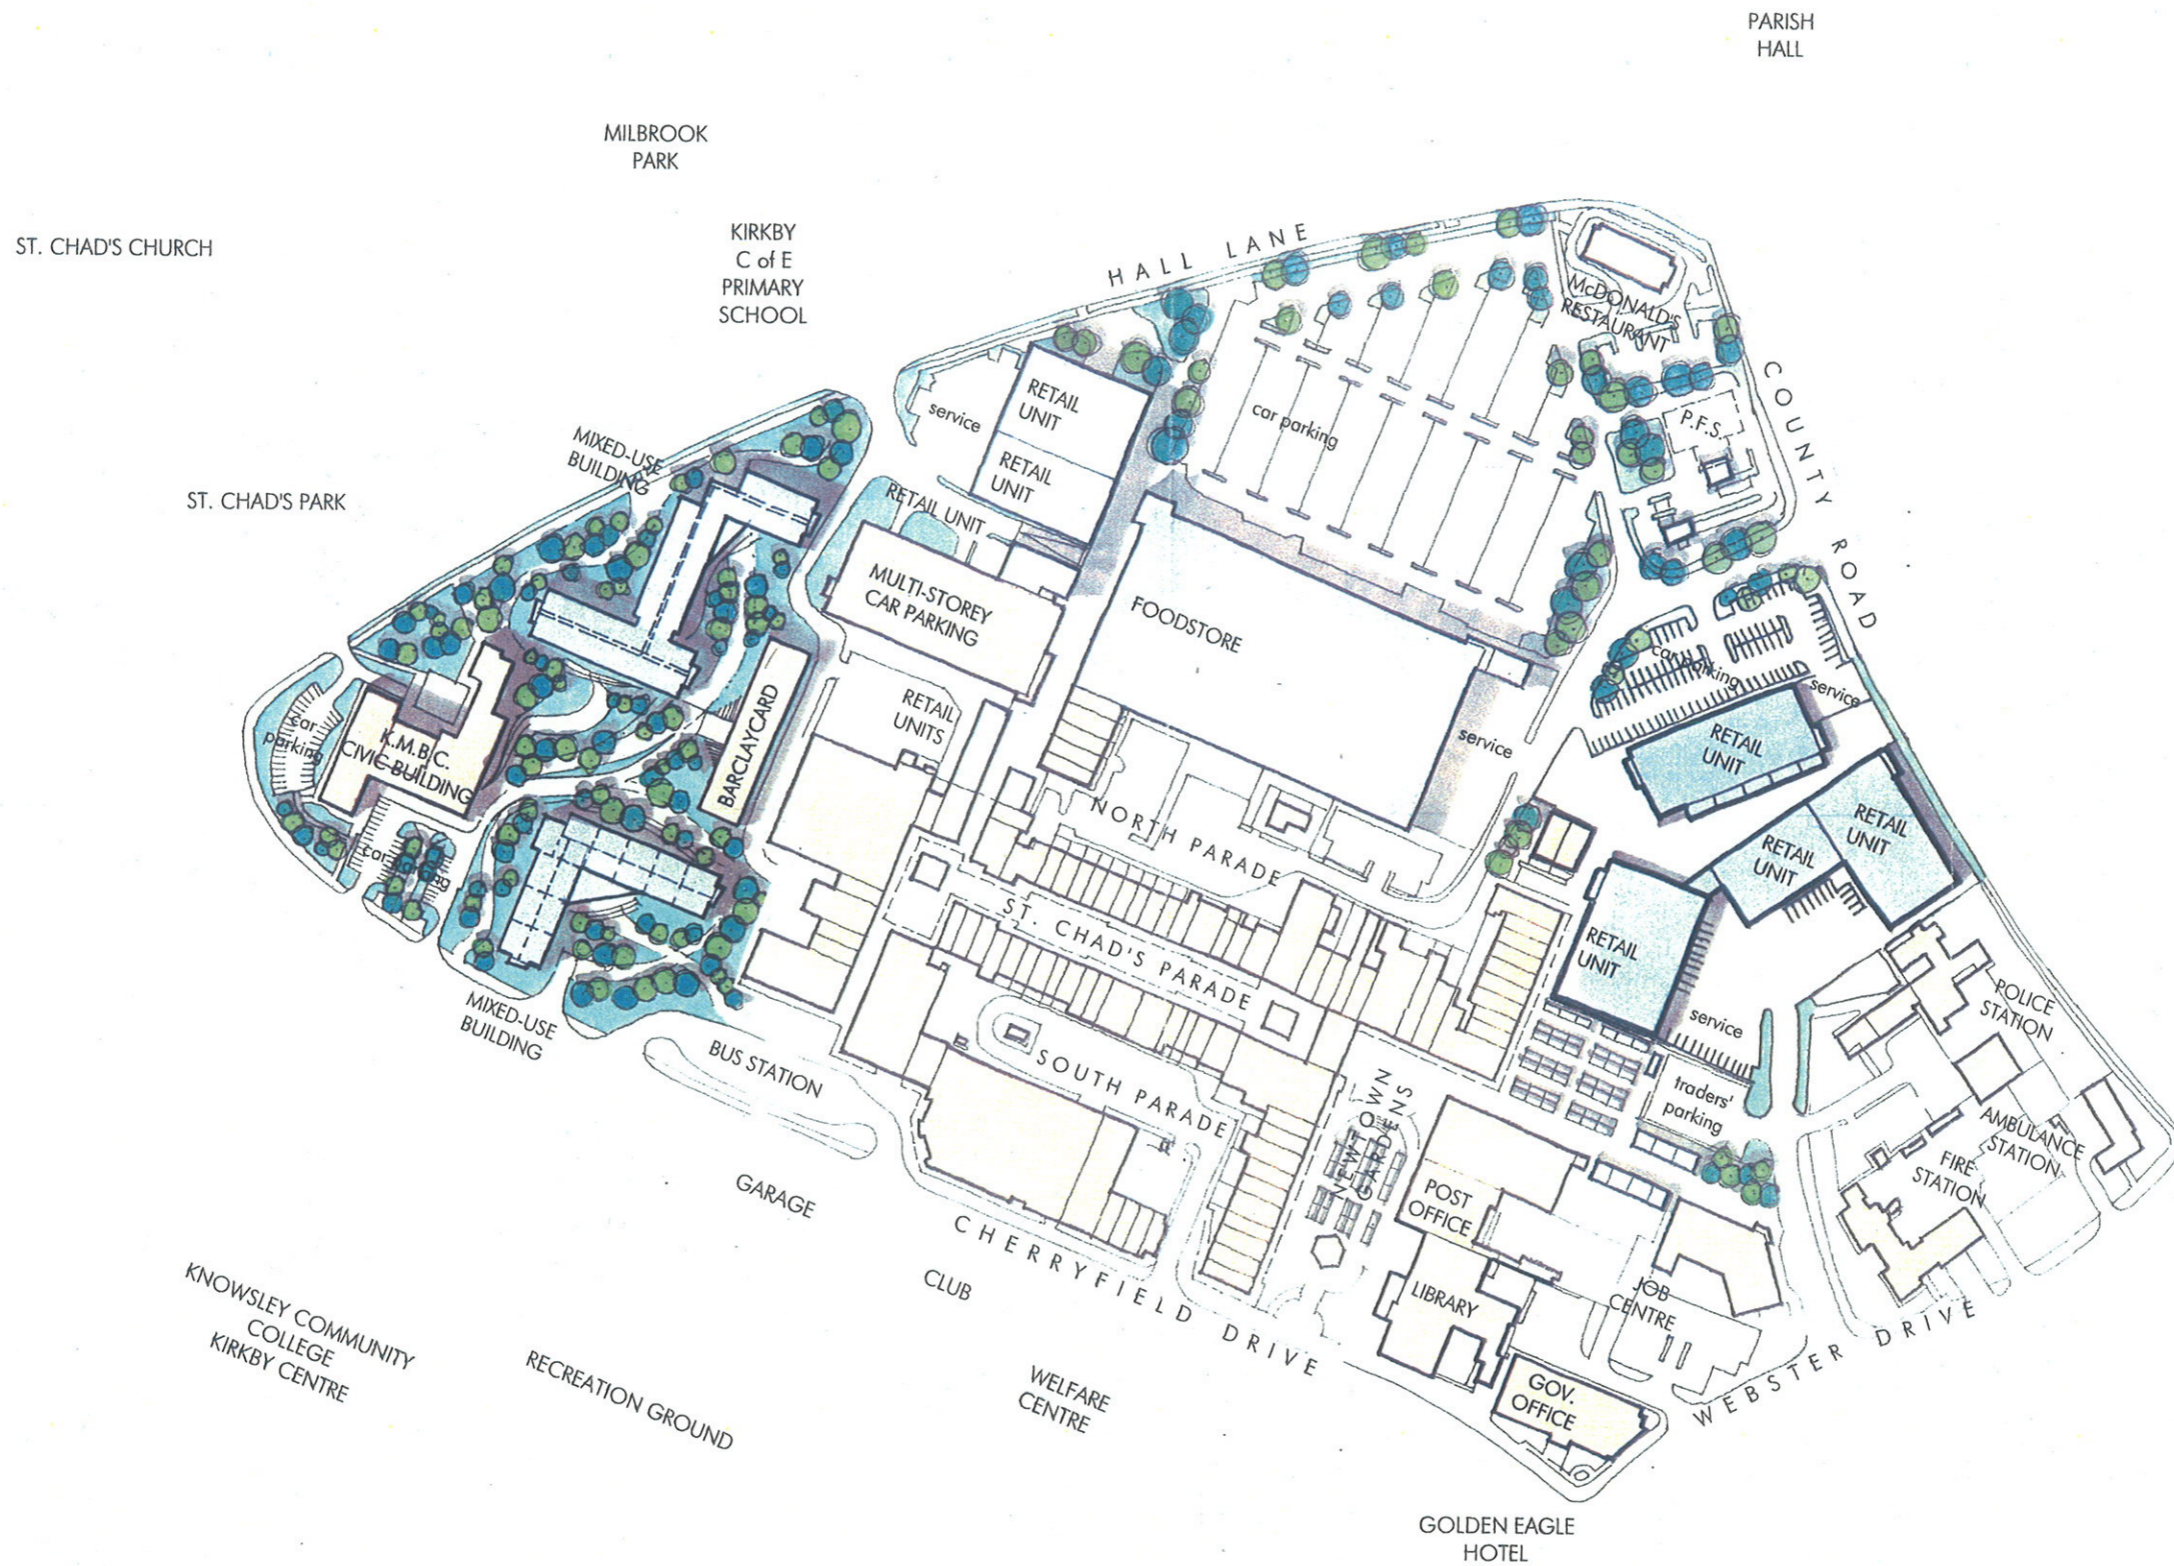 PARISH
HALL
MILBROOK
PARK
ST. CHAD'S CHURCH
KIRKBY
C of E
PRIMARY
SCHOOL
HALL LANE
McDONALD'S
RESTAURANT
COUNTY ROAD
RETAIL
UNIT
service
car parking
P.F.S.
MIXED-USE
BUILDING
RETAIL
UNIT
ST. CHAD'S PARK
RETAIL UNIT
MULTI-STOREY
CAR PARKING
FOODSTORE
car parking
service
RETAIL
UNITS
BARCLAYCARD
car
parking
K.M.B.C.
CIVIC BUILDING
service
RETAIL
UNIT
RETAIL
UNIT
RETAIL
UNIT
NORTH PARADE
car
ST. CHAD'S PARADE
RETAIL
UNIT
POLICE
STATION
MIXED-USE
BUILDING
service
BUS STATION
SOUTH PARADE
NEWTOWN
GARDENS
traders'
parking
AMBULANCE
STATION
FIRE
STATION
GARAGE
POST
OFFICE
CHERRYFIELD DRIVE
CLUB
LIBRARY
JOB
CENTRE
KNOWSLEY COMMUNITY
COLLEGE
KIRKBY CENTRE
RECREATION GROUND
WELFARE
CENTRE
GOV.
OFFICE
WEBSTER DRIVE
GOLDEN EAGLE
HOTEL